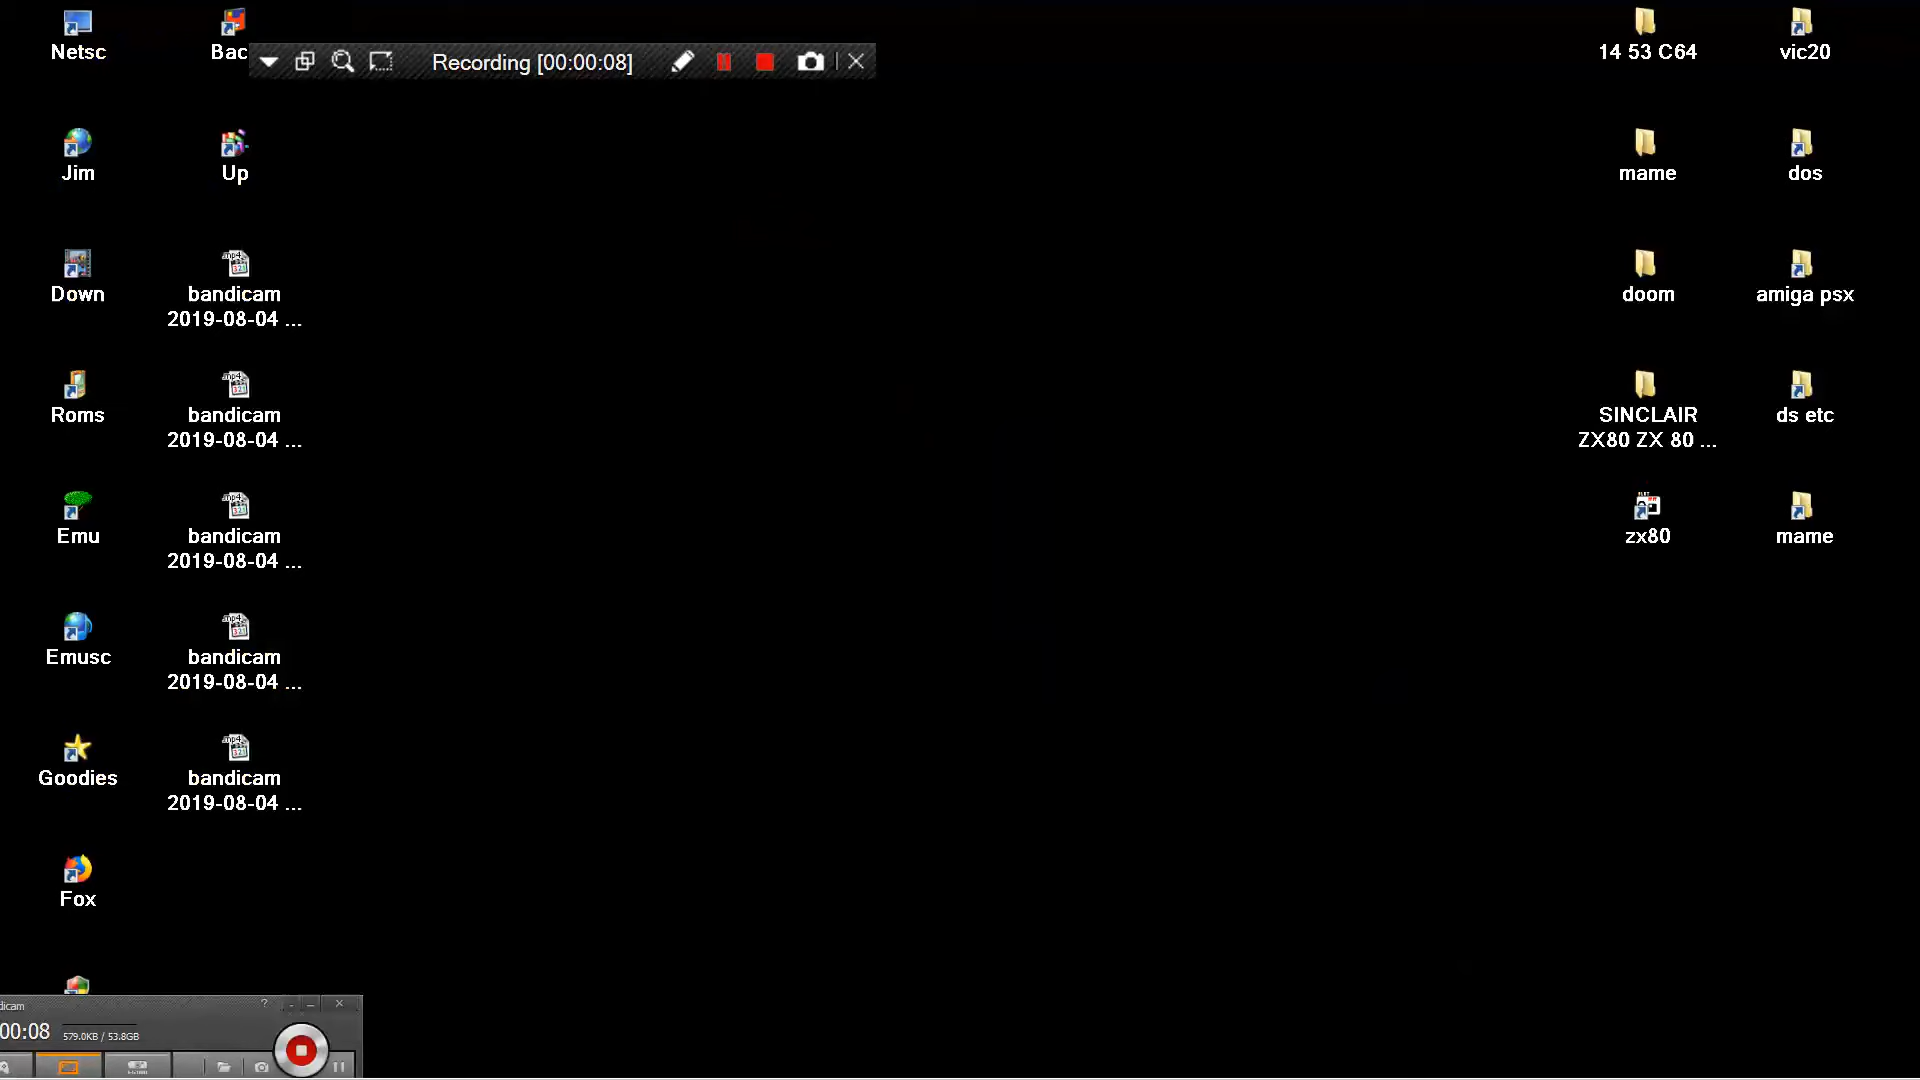 Netsc
Bac
Recording [00:00:08]
14 53 C64
vic20
Jim
Up
mame
dos
Down
bandicam
2019-08-04 ...
doom
amiga psx
Roms
bandicam
2019-08-04 ...
SINCLAIR
ZX80 ZX 80 ...
ds etc
Emu
bandicam
2019-08-04 ...
zx80
mame
Emusc
bandicam
2019-08-04 ...
Goodies
bandicam
2019-08-04 ...
Fox
dicam
?
00:08
579.0KB / 53.8GB